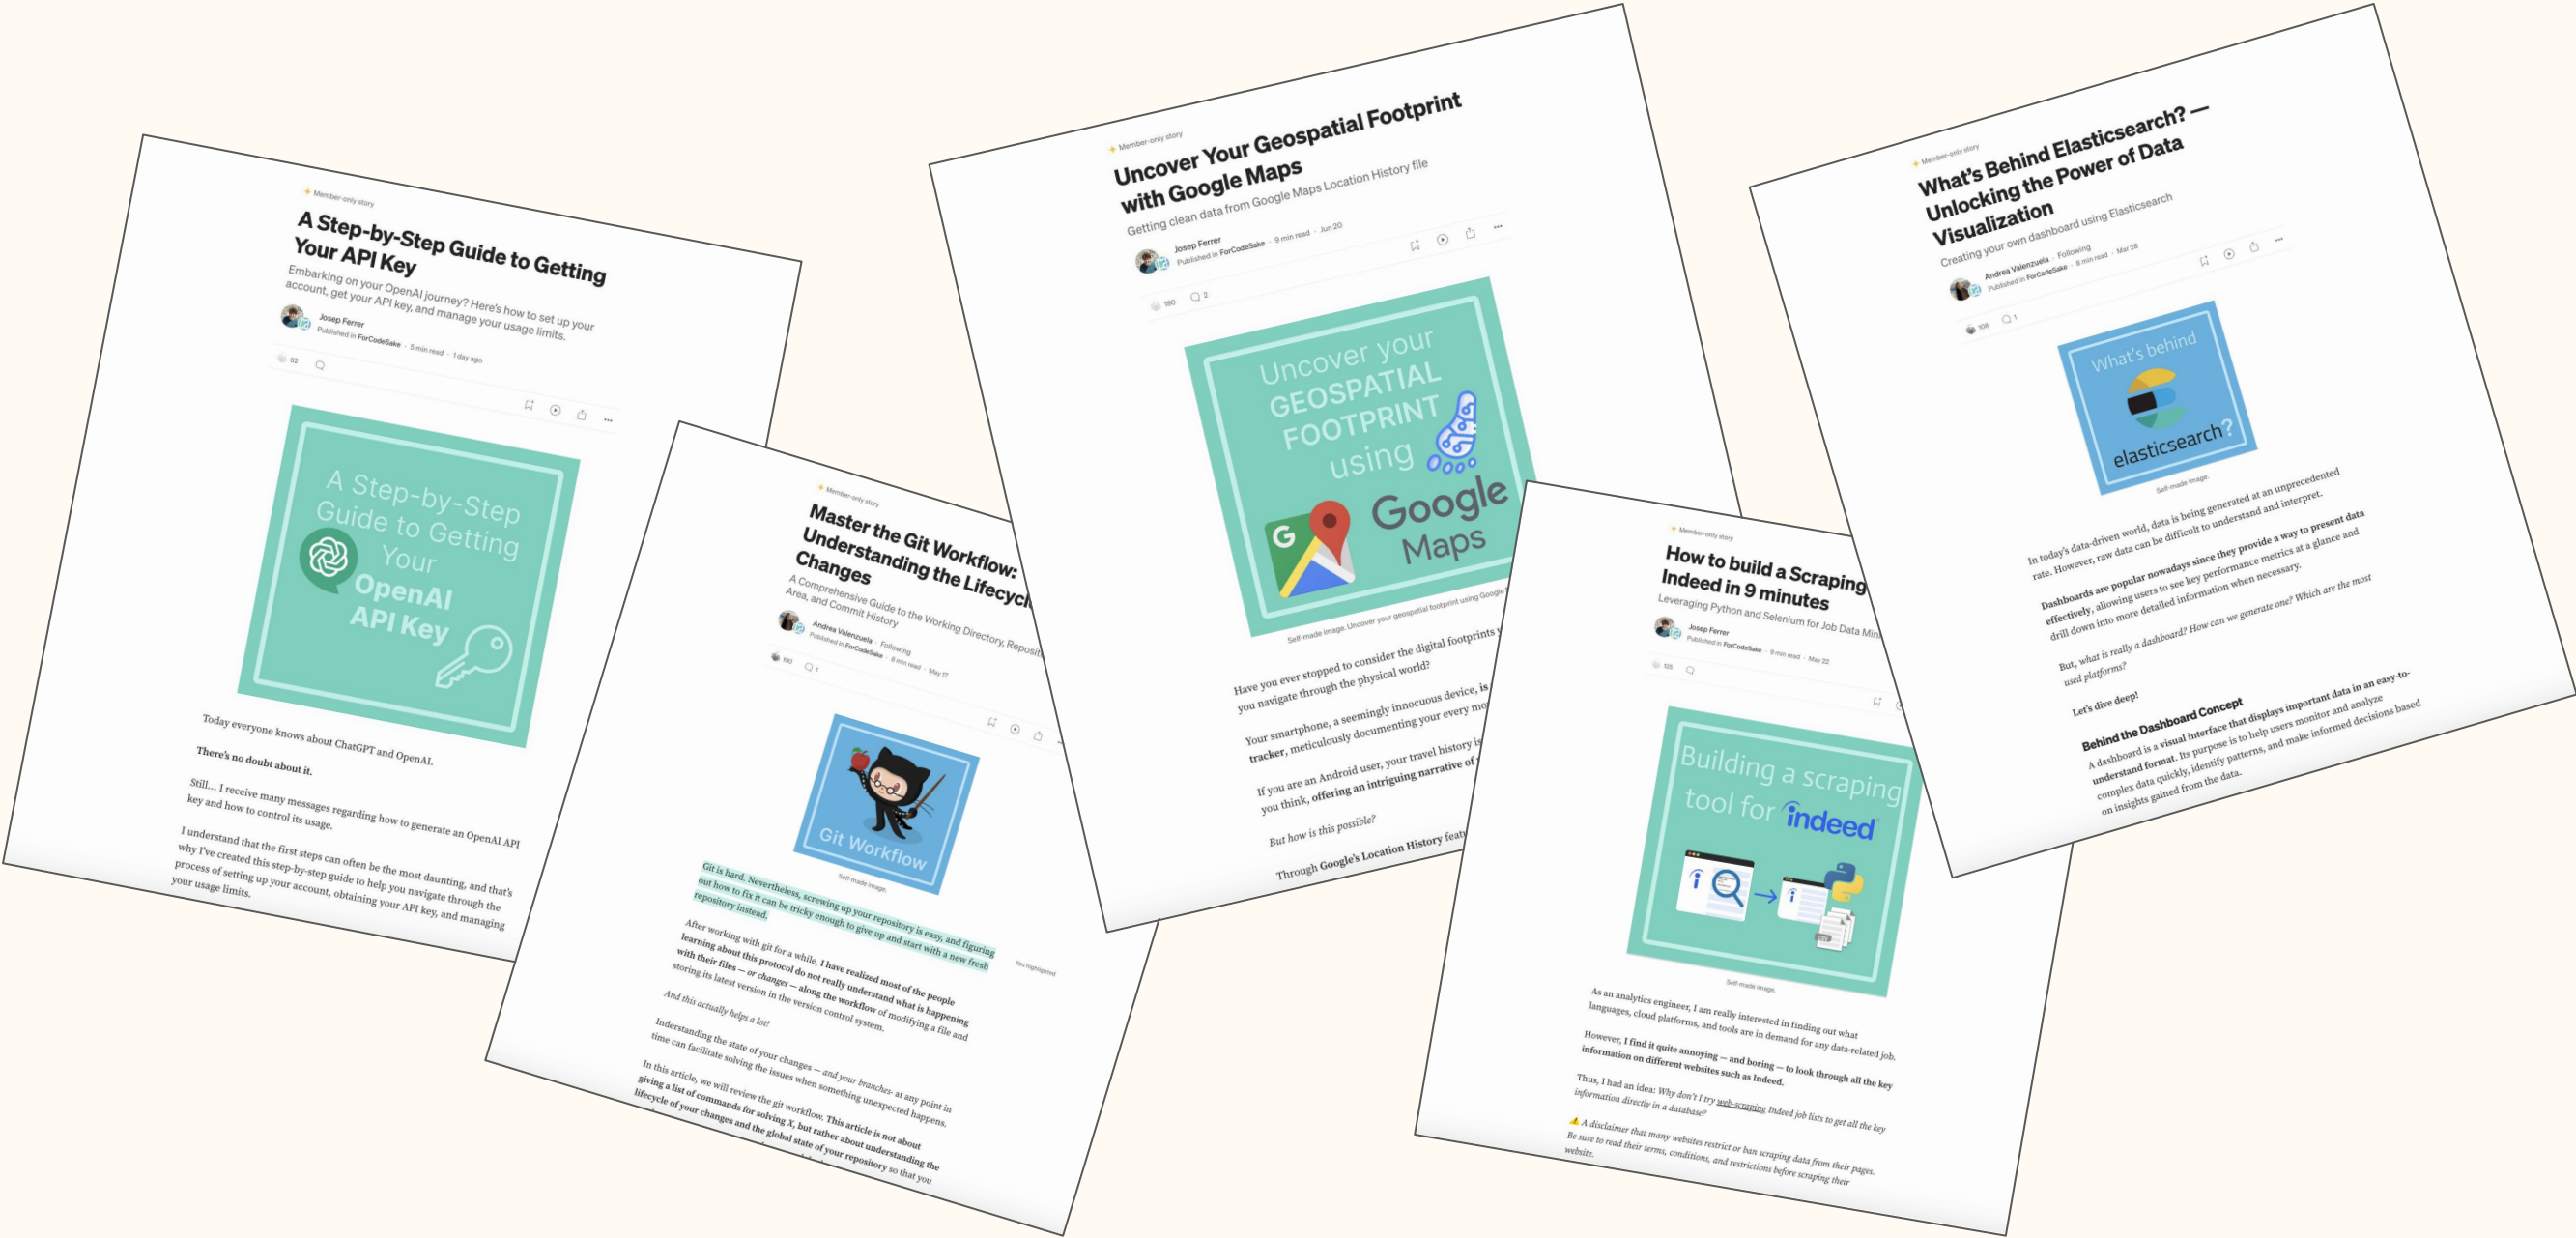 Member-only story
A Step-by-Step Guide to Getting
Your API Key
Embarking on your OpenAI journey? Here's how to set up your
account, get your API key, and manage your usage limits.
Josep Ferrer
Published in ForCodeSake · 5 min read · 1 day ago
62
A Step-by-Step
Guide to Getting
Your
OpenAI
API Key
Today everyone knows about ChatGPT and OpenAI.
There's no doubt about it.
Still... I receive many messages regarding how to generate an OpenAI API
key and how to control its usage.
I understand that the first steps can often be the most daunting, and that's
why I've created this step-by-step guide to help you navigate through the
process of setting up your account, obtaining your API key, and managing
your usage limits.
Member-only story
Master the Git Workflow:
Understanding the Lifecycl
Changes
A Comprehensive Guide to the Working Directory, Reposit
Area, and Commit History
Andrea Valenzuela · Following
Published in ForCodeSake · 8 min read · May 17
100 1
Git Workflow
Self-made image.
Git is hard. Nevertheless, screwing up your repository is easy, and figuring
out how to fix it can be tricky enough to give up and start with a new fresh
repository instead.
You highlighted
After working with git for a while, I have realized most of the people
learning about this protocol do not really understand what is happening
with their files — or changes — along the workflow of modifying a file and
storing its latest version in the version control system.
And this actually helps a lot!
Inderstanding the state of your changes — and your branches- at any point in
time can facilitate solving the issues when something unexpected happens.
In this article, we will review the git workflow. This article is not about
giving a list of commands for solving X, but rather about understanding the
lifecycle of your changes and the global state of your repository so that you
Member-only story
Uncover Your Geospatial Footprint
with Google Maps
Getting clean data from Google Maps Location History file
Josep Ferrer
Published in ForCodeSake · 9 min read · Jun 20
180 2
Uncover your
GEOSPATIAL
FOOTPRINT
using
G
Google
Maps
Self-made image. Uncover your geospatial footprint using Google
Have you ever stopped to consider the digital footprints y
you navigate through the physical world?
Your smartphone, a seemingly innocuous device, is
tracker, meticulously documenting your every mo
If you are an Android user, your travel history is
you think, offering an intriguing narrative of
But how is this possible?
Through Google's Location History featu
Member-only story
How to build a Scraping
Indeed in 9 minutes
Leveraging Python and Selenium for Job Data Min
Josep Ferrer
Published in ForCodeSake · 9 min read · May 22
125
Building a scraping
tool for indeed
Self-made image.
As an analytics engineer, I am really interested in finding out what
languages, cloud platforms, and tools are in demand for any data-related job.
However, I find it quite annoying — and boring — to look through all the key
information on different websites such as Indeed.
Thus, I had an idea: Why don't I try web-scraping Indeed job lists to get all the key
information directly in a database?
⚠️ A disclaimer that many websites restrict or ban scraping data from their pages.
Be sure to read their terms, conditions, and restrictions before scraping their
website.
Member-only story
What's Behind Elasticsearch? —
Unlocking the Power of Data
Visualization
Creating your own dashboard using Elasticsearch
Andrea Valenzuela · Following
Published in ForCodeSake · 8 min read · Mar 28
108 1
What's behind
elasticsearch?
Self-made image.
In today's data-driven world, data is being generated at an unprecedented
rate. However, raw data can be difficult to understand and interpret.
Dashboards are popular nowadays since they provide a way to present data
effectively, allowing users to see key performance metrics at a glance and
drill down into more detailed information when necessary.
But, what is really a dashboard? How can we generate one? Which are the most
used platforms?
Let's dive deep!
Behind the Dashboard Concept
A dashboard is a visual interface that displays important data in an easy-to-
understand format. Its purpose is to help users monitor and analyze
complex data quickly, identify patterns, and make informed decisions based
on insights gained from the data.